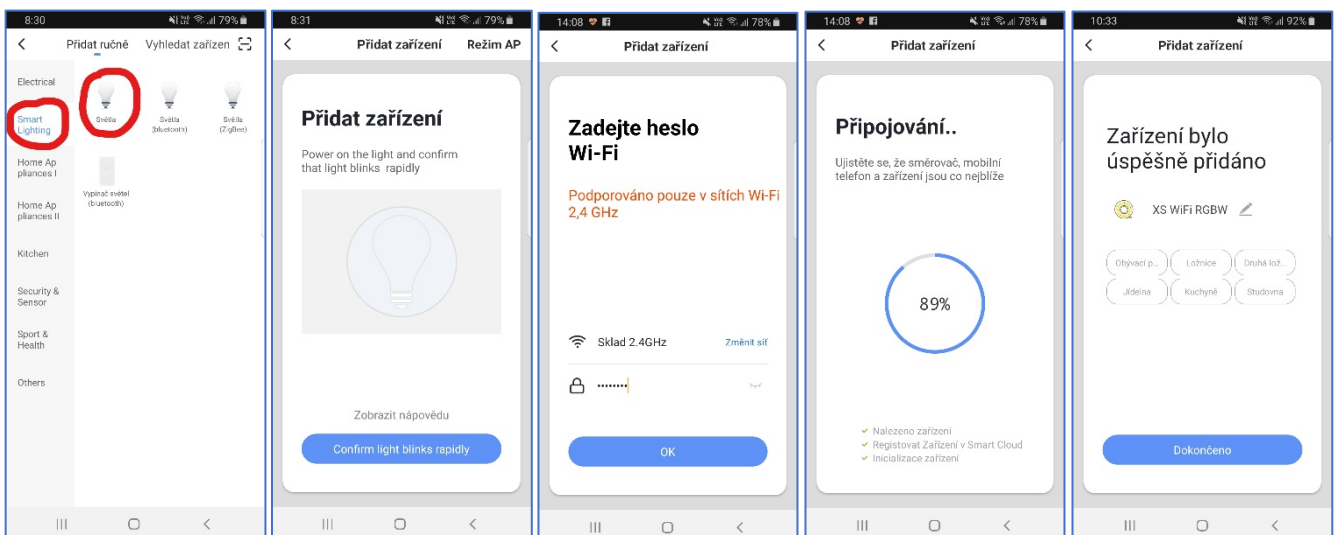 8:30
79%
Přidat ručně Vyhledat zařízen
Electrical
Smart
Lighting
Home Ap
pliances I
Home Ap
pliances II
Kitchen
Security &
Sensor
Sport &
Health
Others
Světla
Světla
(bluetooth)
Světla
(ZigBee)
Vypínač světel
(bluetooth)
8:31
79%
Přidat zařízení Režim AP
Přidat zařízení
Power on the light and confirm
that light blinks rapidly
Zobrazit nápovědu
Confirm light blinks rapidly
14:08
78%
Přidat zařízení
Zadejte heslo
Wi-Fi
Podporováno pouze v sítích Wi-Fi
2,4 GHz
Sklad 2.4GHz Změnit síť
••••••••
OK
14:08
78%
Přidat zařízení
Připojování..
Ujistěte se, že směrovač, mobilní
telefon a zařízení jsou co nejblíže
89%
Nalezeno zařízení
Registovat Zařízení v Smart Cloud
Inicializace zařízení
10:33
92%
Přidat zařízení
Zařízení bylo
úspěšně přidáno
XS WiFi RGBW
Obývací p... Ložnice Druhá lož...
Jídelna Kuchyně Studovna
Dokončeno